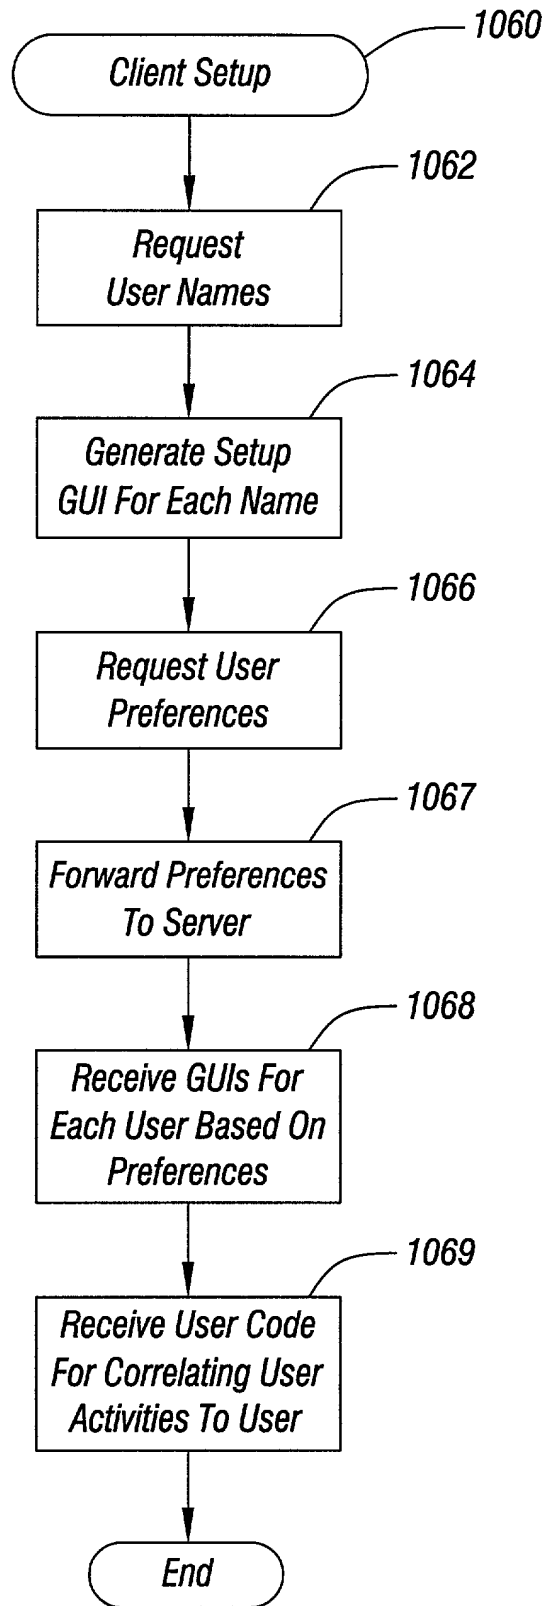 1060
Client Setup
1062
Request
User Names
1064
Generate Setup
GUI For Each Name
1066
Request User
Preferences
1067
Forward Preferences
To Server
1068
Receive GUIs For
Each User Based On
Preferences
1069
Receive User Code
For Correlating User
Activities To User
End